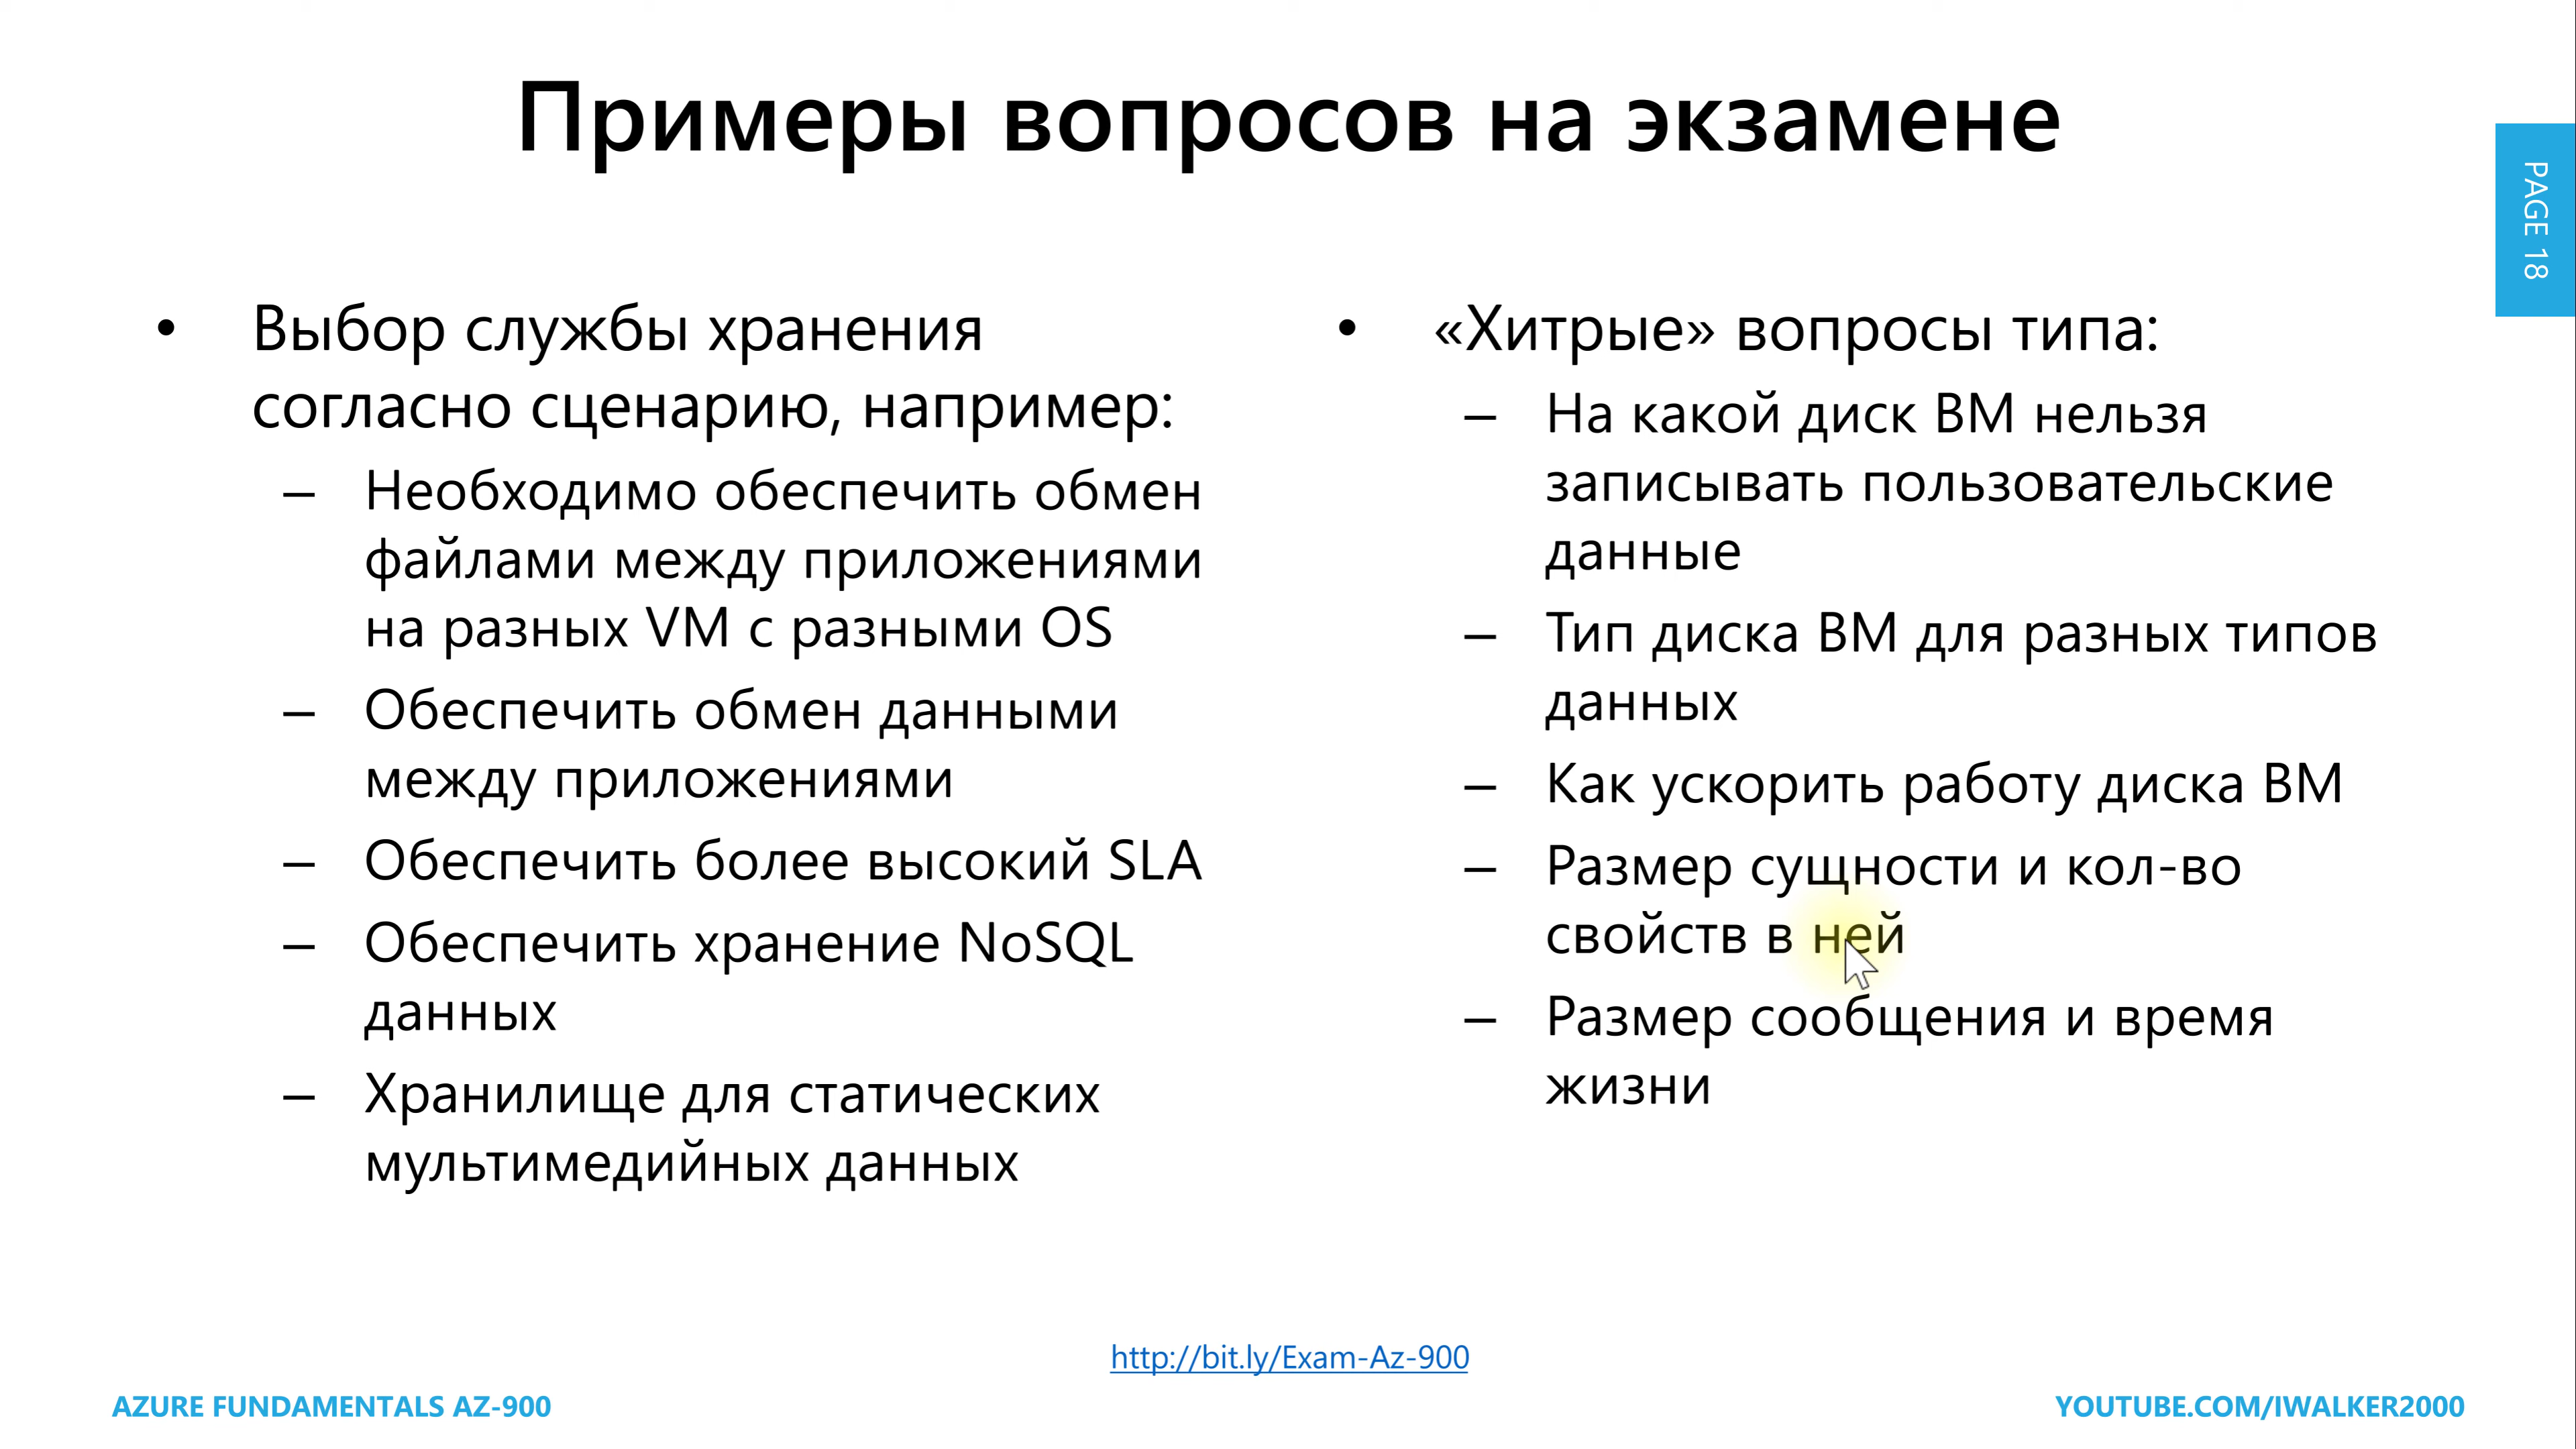 Примеры вопросов на экзамене
PAGE 18
• Выбор службы хранения
согласно сценарию, например:
– Необходимо обеспечить обмен
файлами между приложениями
на разных VM с разными OS
– Обеспечить обмен данными
между приложениями
– Обеспечить более высокий SLA
– Обеспечить хранение NoSQL
данных
– Хранилище для статических
мультимедийных данных
• «Хитрые» вопросы типа:
– На какой диск ВМ нельзя
записывать пользовательские
данные
– Тип диска ВМ для разных типов
данных
– Как ускорить работу диска ВМ
– Размер сущности и кол-во
свойств в ней
– Размер сообщения и время
жизни
http://bit.ly/Exam-Az-900
AZURE FUNDAMENTALS AZ-900
YOUTUBE.COM/IWALKER2000